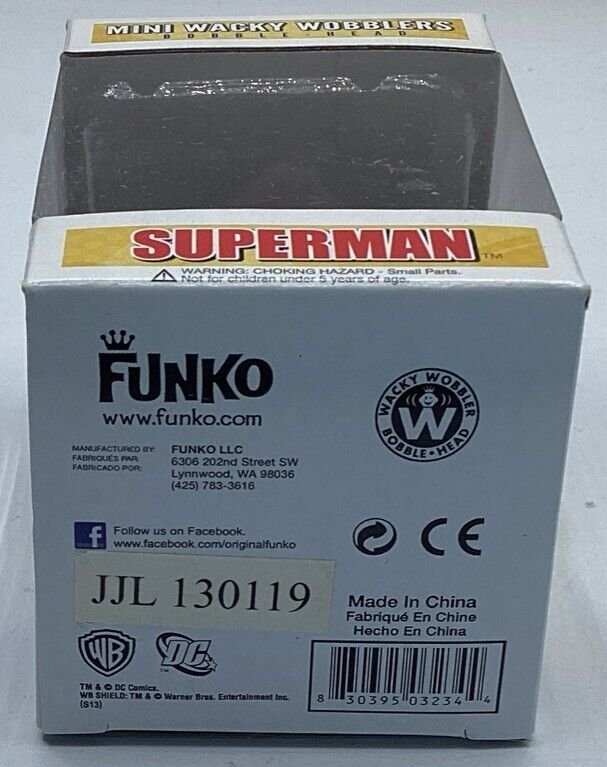 MINI WACKY WOBBLERS
BOBBLE-HEAD
SUPERMAN™
WARNING: CHOKING HAZARD - Small Parts.
Not for children under 5 years of age.
FUNKO
www.funko.com
WACKY WOBBLER
W
BOBBLE-HEAD
MANUFACTURED BY:
FABRIQUÉS PAR:
FABRICADO POR:
FUNKO LLC
6306 202nd Street SW
Lynnwood, WA 98036
(425) 783-3616
f
Follow us on Facebook.
www.facebook.com/originalfunko
CE
JJL 130119
Made In China
Fabriqué En Chine
Hecho En China
WB
DC
TM
TM & © DC Comics.
WB SHIELD: TM & © Warner Bros. Entertainment Inc.
(S13)
8 30395 03234 4